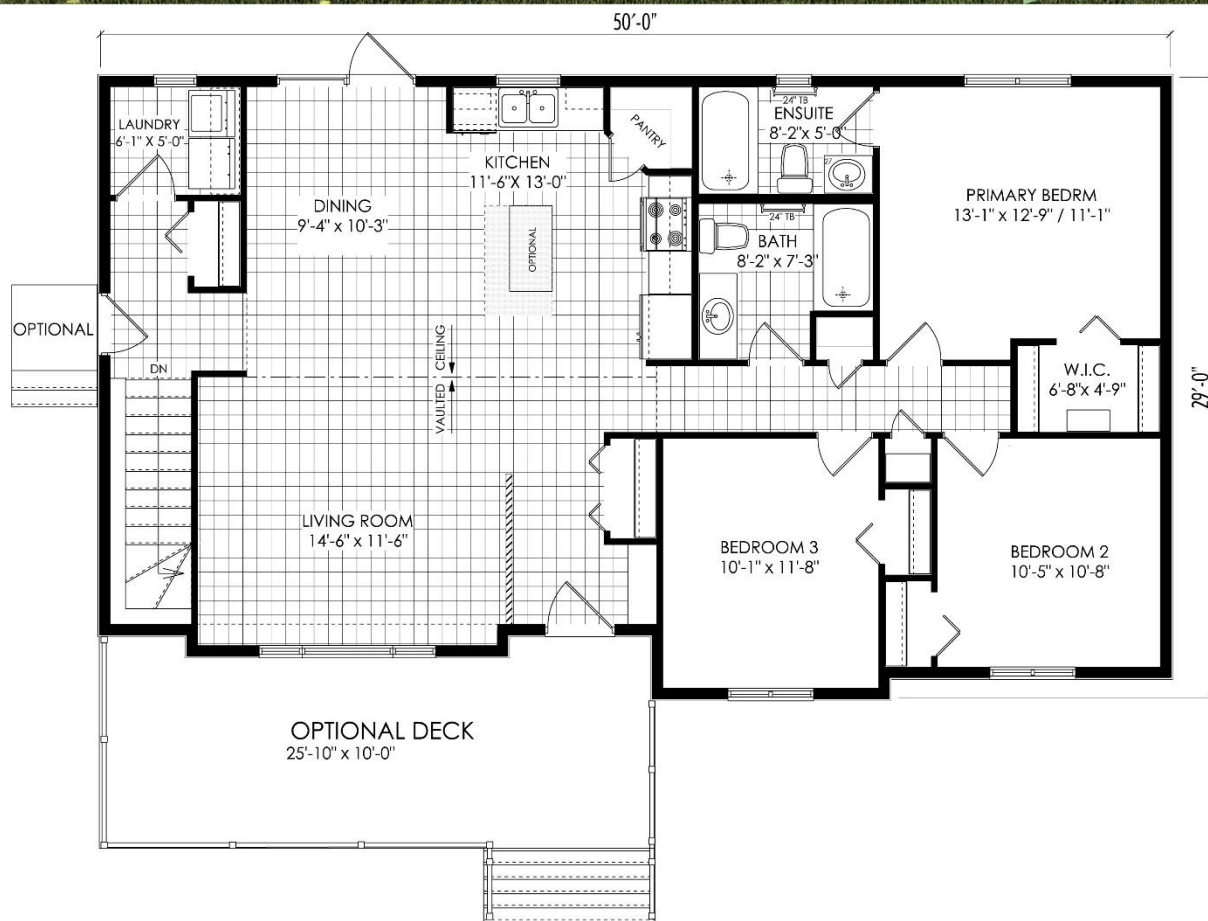 50'-0"
LAUNDRY
6'-1" X 5'-0"
DINING
9'-4" x 10'-3"
KITCHEN
11'-6"X 13'-0"
PANTRY
OPTIONAL
24" TB
ENSUITE
8'-2"x 5'-0"
27
24" TB
BATH
8'-2" x 7'-3"
PRIMARY BEDRM
13'-1" x 12'-9" / 11'-1"
W.I.C.
6'-8"x 4'-9"
29'-0"
OPTIONAL
DN
VAULTED CEILING
LIVING ROOM
14'-6" x 11'-6"
BEDROOM 3
10'-1" x 11'-8"
BEDROOM 2
10'-5" x 10'-8"
OPTIONAL DECK
25'-10" x 10'-0"